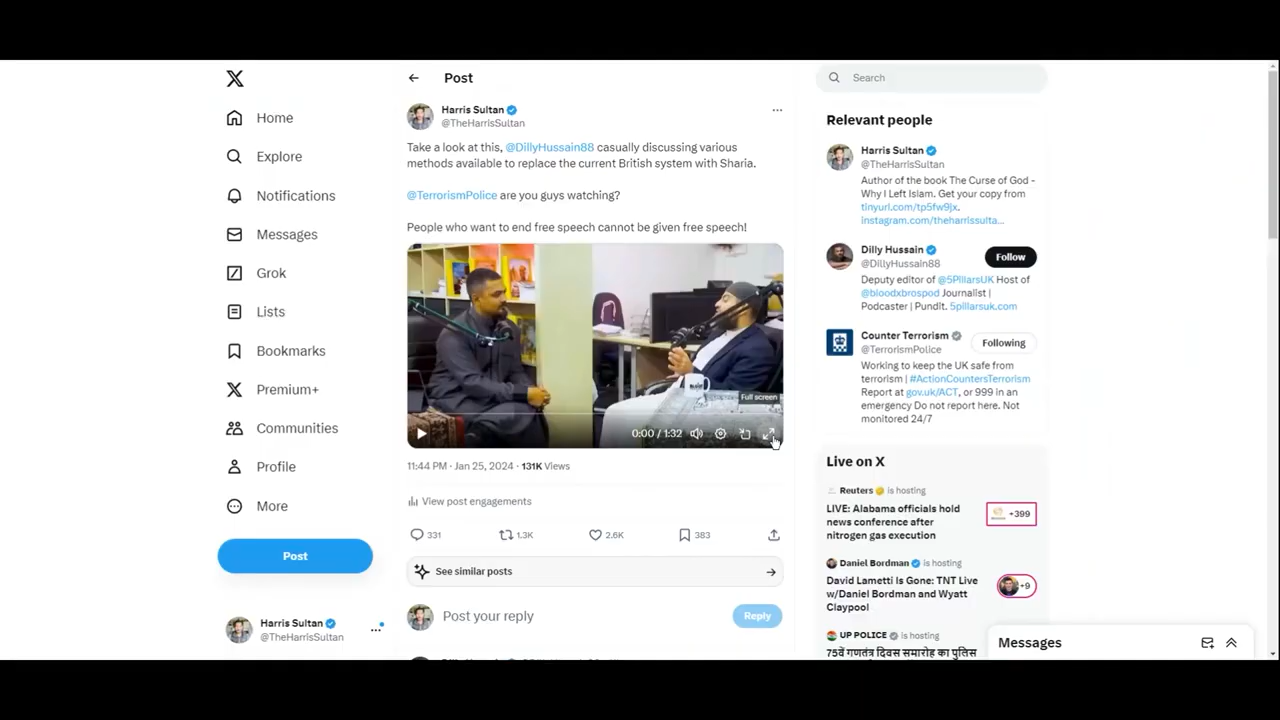 X
Home
Explore
Notifications
Messages
Grok
Lists
Bookmarks
Premium+
Communities
Profile
More
Post
Harris Sultan
@TheHarrisSultan
Post
Harris Sultan
@TheHarrisSultan
Take a look at this, @DillyHussain88 casually discussing various
methods available to replace the current British system with Sharia.
@TerrorismPolice are you guys watching?
People who want to end free speech cannot be given free speech!
Full screen
0:00 / 1:32
11:44 PM · Jan 25, 2024 · 131K Views
View post engagements
331
1.3K
2.6K
383
See similar posts
Post your reply
Reply
Search
Relevant people
Harris Sultan
@TheHarrisSultan
Author of the book The Curse of God -
Why I Left Islam. Get your copy from
tinyurl.com/tp5fw9jx.
instagram.com/theharrissulta...
Dilly Hussain
@DillyHussain88
Follow
Deputy editor of @5PillarsUK Host of
@bloodxbrospod Journalist |
Podcaster | Pundit. 5pillarsuk.com
Counter Terrorism
@TerrorismPolice
Following
Working to keep the UK safe from
terrorism | #ActionCountersTerrorism
Report at gov.uk/ACT, or 999 in an
emergency Do not report here. Not
monitored 24/7
Live on X
Reuters is hosting
LIVE: Alabama officials hold
news conference after
nitrogen gas execution
+399
Daniel Bordman is hosting
David Lametti Is Gone: TNT Live
w/Daniel Bordman and Wyatt
Claypool
+9
UP POLICE is hosting
75वें गणतंत्र दिवस समारोह का पुलिस
Messages